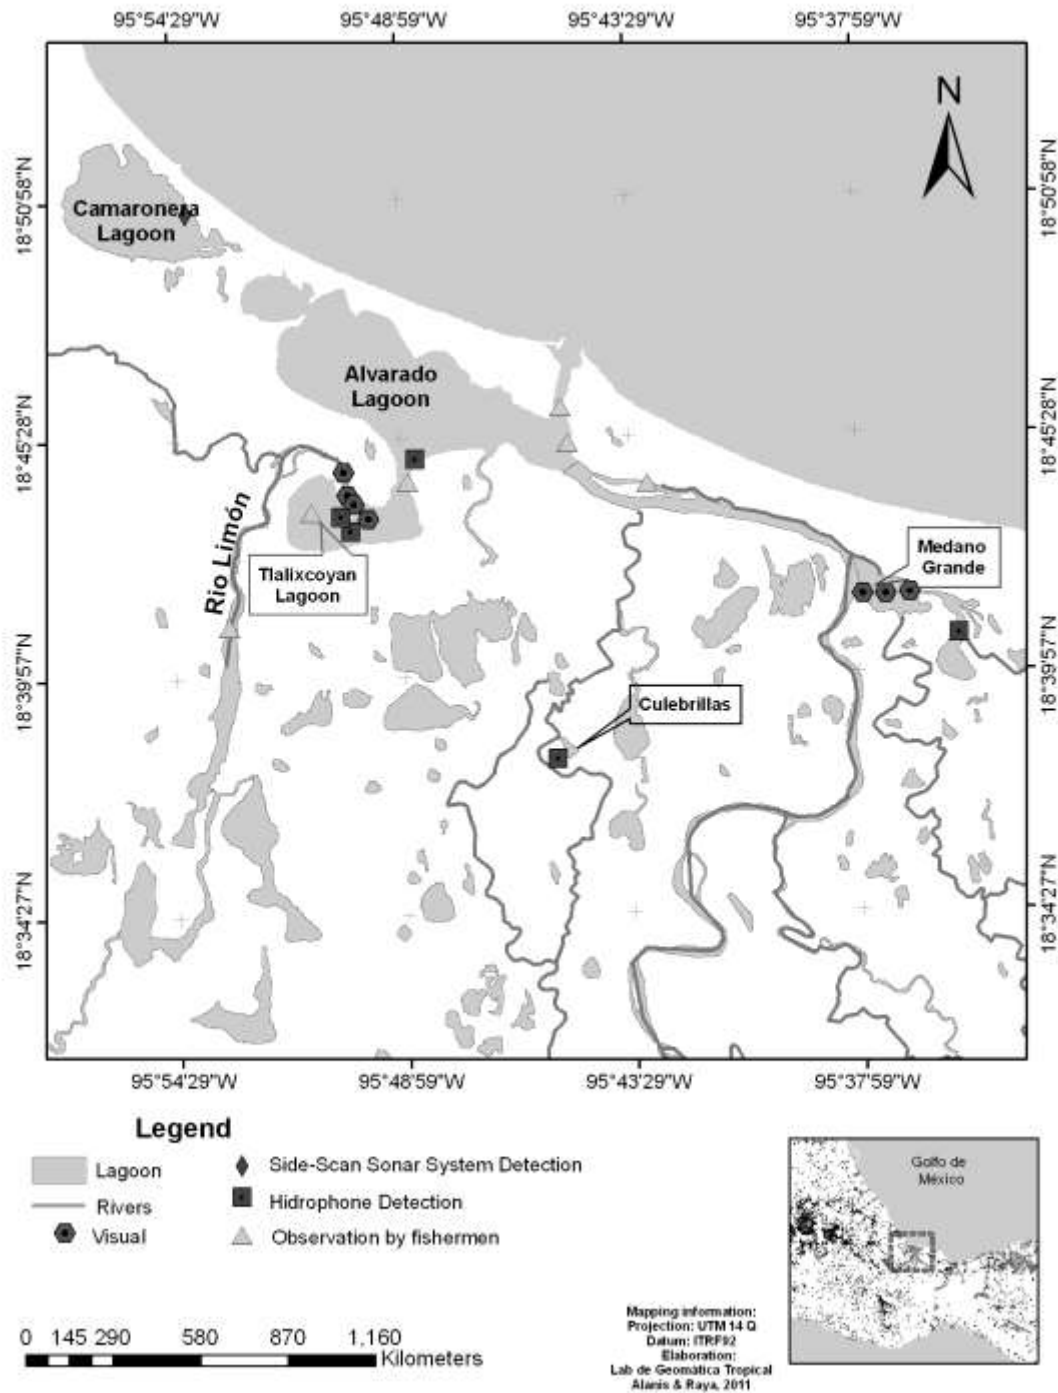 95°54'29"W 95°48'59"W 95°43'29"W 95°37'59"W
N
18°50'58"N
18°50'58"N
Camaronera
Lagoon
Alvarado
Lagoon
18°45'28"N
18°45'28"N
Rio Limón
Tlalixcoyan
Lagoon
Medano
Grande
18°39'57"N
18°39'57"N
Culebrillas
18°34'27"N
18°34'27"N
95°54'29"W 95°48'59"W 95°43'29"W 95°37'59"W
Legend
Lagoon
Rivers
Visual
Side-Scan Sonar System Detection
Hidrophone Detection
Observation by fishermen
Golfo de
México
0 145 290 580 870 1,160
Kilometers
Mapping information:
Projection: UTM 14 Q
Datum: ITRF92
Elaboration:
Lab de Geomática Tropical
Alanis & Raya, 2011